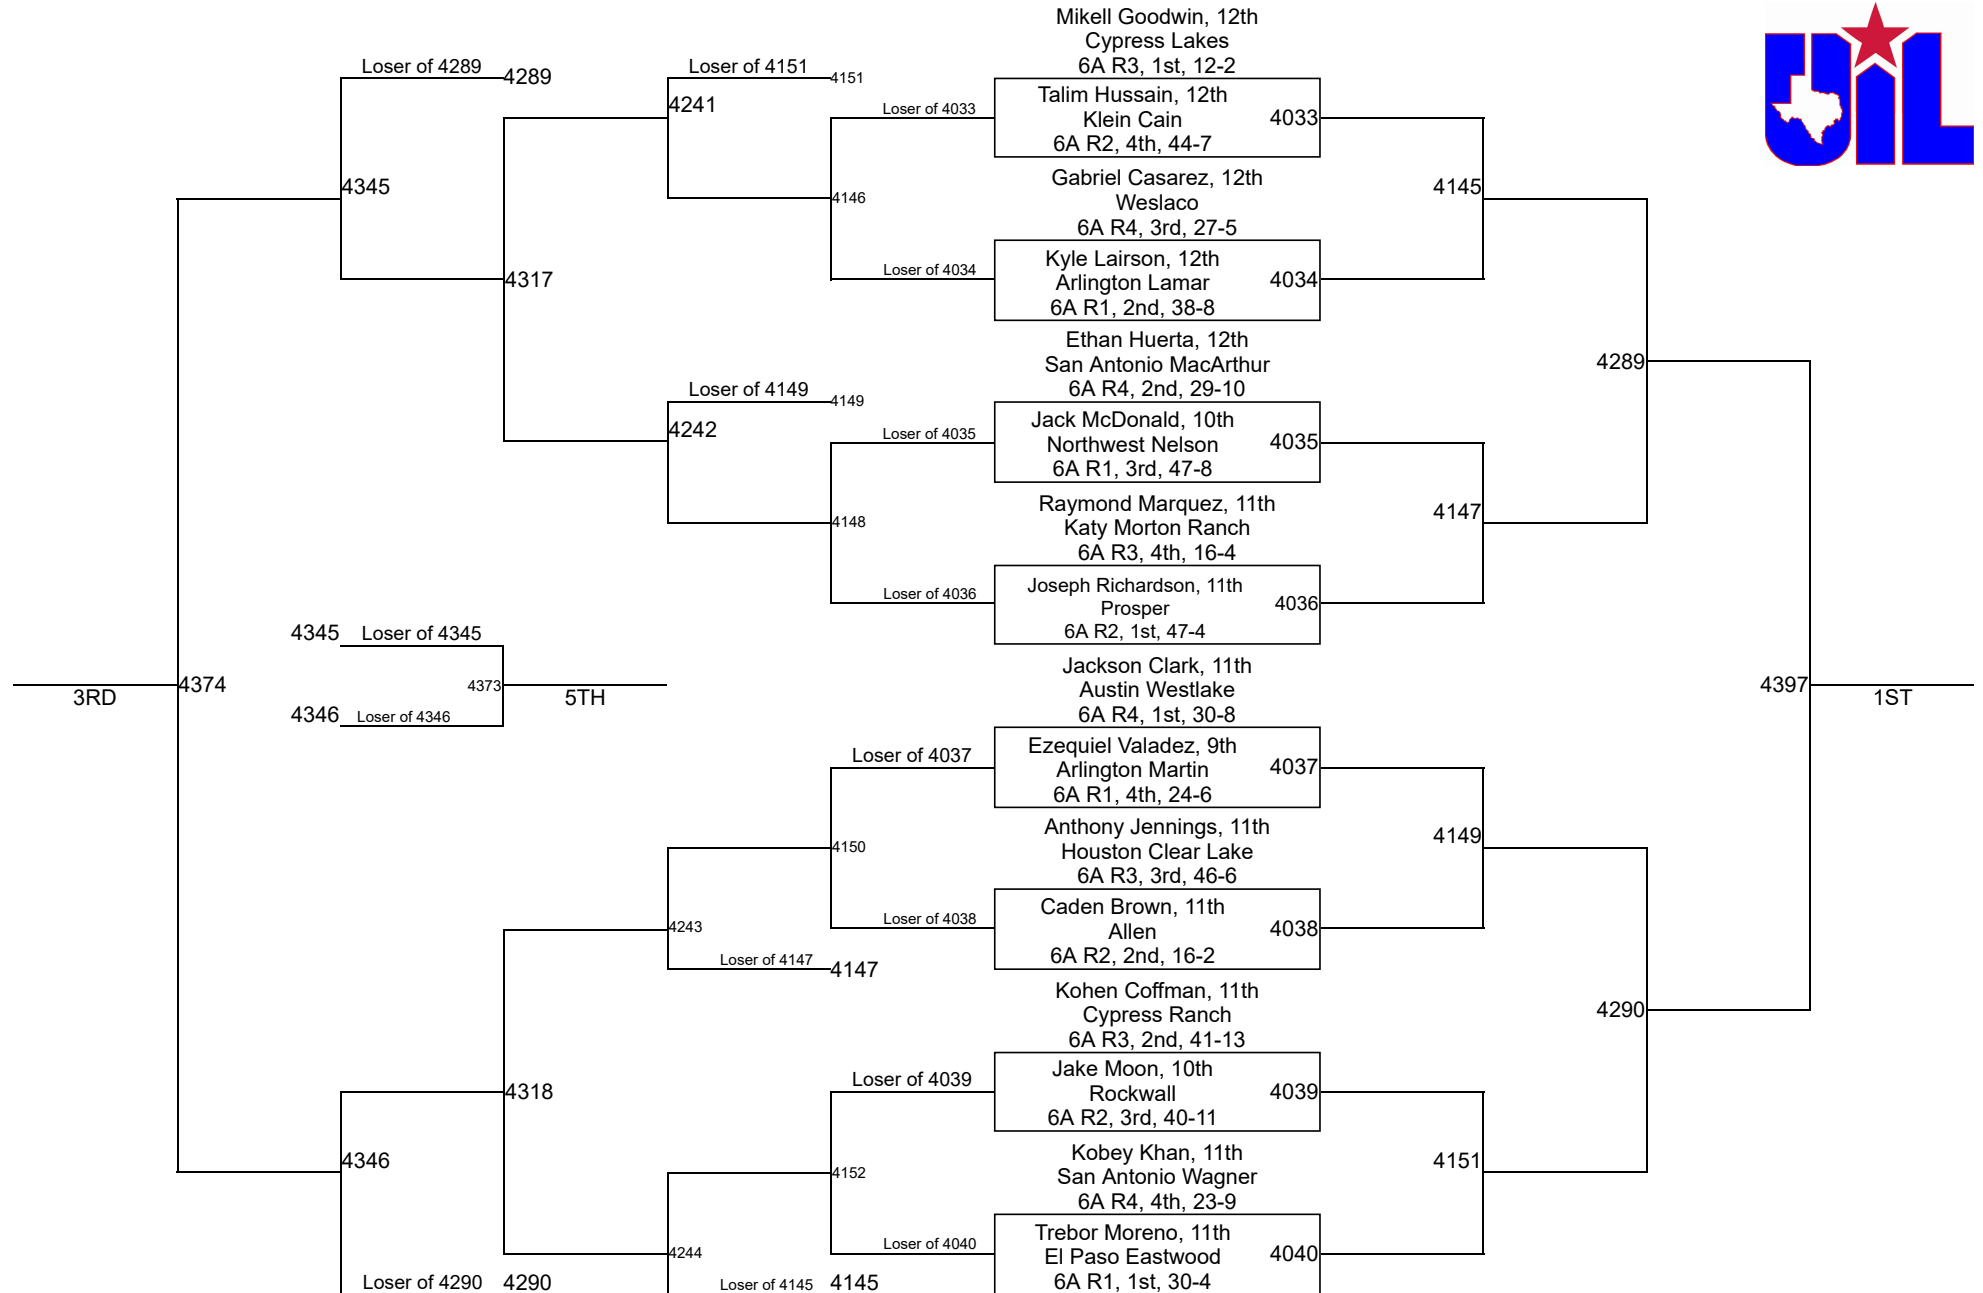 Mikell Goodwin, 12th
Cypress Lakes
6A R3, 1st, 12-2
UIL
Loser of 4289 4289
Loser of 4151 4151
4241
Loser of 4033
Talim Hussain, 12th
Klein Cain
6A R2, 4th, 44-7
4033
4345
4146
Gabriel Casarez, 12th
Weslaco
6A R4, 3rd, 27-5
4145
4317
Loser of 4034
Kyle Lairson, 12th
Arlington Lamar
6A R1, 2nd, 38-8
4034
Ethan Huerta, 12th
San Antonio MacArthur
6A R4, 2nd, 29-10
4289
Loser of 4149 4149
4242
Loser of 4035
Jack McDonald, 10th
Northwest Nelson
6A R1, 3rd, 47-8
4035
4148
Raymond Marquez, 11th
Katy Morton Ranch
6A R3, 4th, 16-4
4147
Loser of 4036
Joseph Richardson, 11th
Prosper
6A R2, 1st, 47-4
4036
4345 Loser of 4345
3RD
4374
4373
5TH
4346 Loser of 4346
Jackson Clark, 11th
Austin Westlake
6A R4, 1st, 30-8
4397
1ST
Loser of 4037
Ezequiel Valadez, 9th
Arlington Martin
6A R1, 4th, 24-6
4037
4150
Anthony Jennings, 11th
Houston Clear Lake
6A R3, 3rd, 46-6
4149
4243
Loser of 4038
Caden Brown, 11th
Allen
6A R2, 2nd, 16-2
4038
Loser of 4147 4147
Kohen Coffman, 11th
Cypress Ranch
6A R3, 2nd, 41-13
4290
4318
Loser of 4039
Jake Moon, 10th
Rockwall
6A R2, 3rd, 40-11
4039
4346
4152
Kobey Khan, 11th
San Antonio Wagner
6A R4, 4th, 23-9
4151
4244
Loser of 4040
Trebor Moreno, 11th
El Paso Eastwood
6A R1, 1st, 30-4
4040
Loser of 4290 4290
Loser of 4145 4145